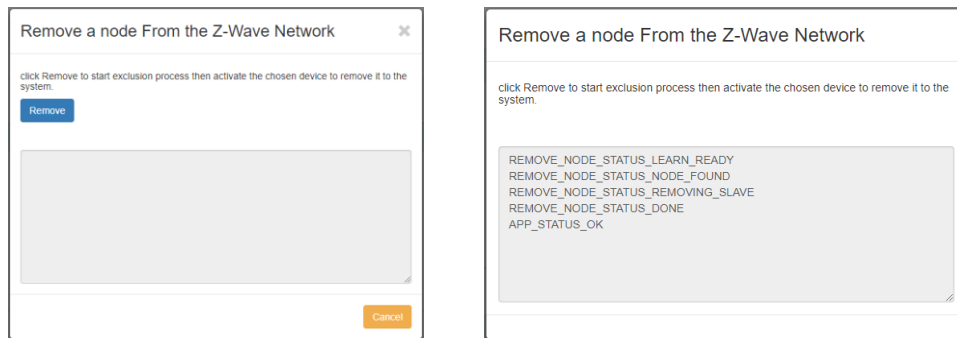 Remove a node From the Z-Wave Network
click Remove to start exclusion process then activate the chosen device to remove it to the
system.
Remove
Cancel
Remove a node From the Z-Wave Network
click Remove to start exclusion process then activate the chosen device to remove it to the
system.
REMOVE_NODE_STATUS_LEARN_READY
REMOVE_NODE_STATUS_NODE_FOUND
REMOVE_NODE_STATUS_REMOVING_SLAVE
REMOVE_NODE_STATUS_DONE
APP_STATUS_OK